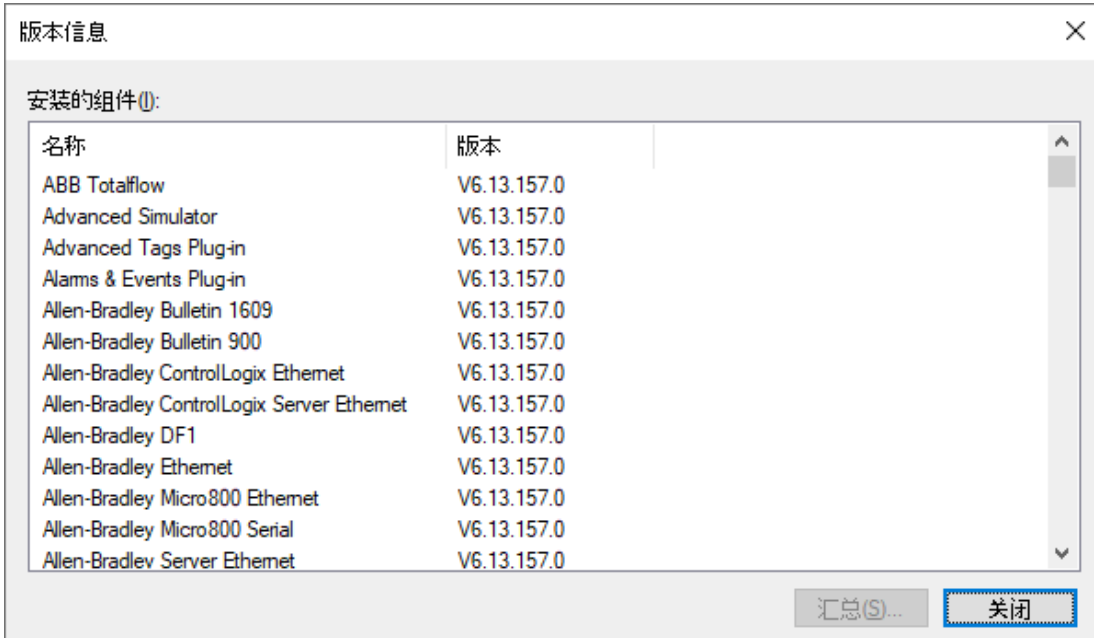 版本信息
安装的组件(I):
名称 版本
ABB Totalflow V6.13.157.0
Advanced Simulator V6.13.157.0
Advanced Tags Plug-in V6.13.157.0
Alarms & Events Plug-in V6.13.157.0
Allen-Bradley Bulletin 1609 V6.13.157.0
Allen-Bradley Bulletin 900 V6.13.157.0
Allen-Bradley ControlLogix Ethernet V6.13.157.0
Allen-Bradley ControlLogix Server Ethernet V6.13.157.0
Allen-Bradley DF1 V6.13.157.0
Allen-Bradley Ethernet V6.13.157.0
Allen-Bradley Micro800 Ethernet V6.13.157.0
Allen-Bradley Micro800 Serial V6.13.157.0
Allen-Bradley Server Ethernet V6.13.157.0
汇总(S)... 关闭